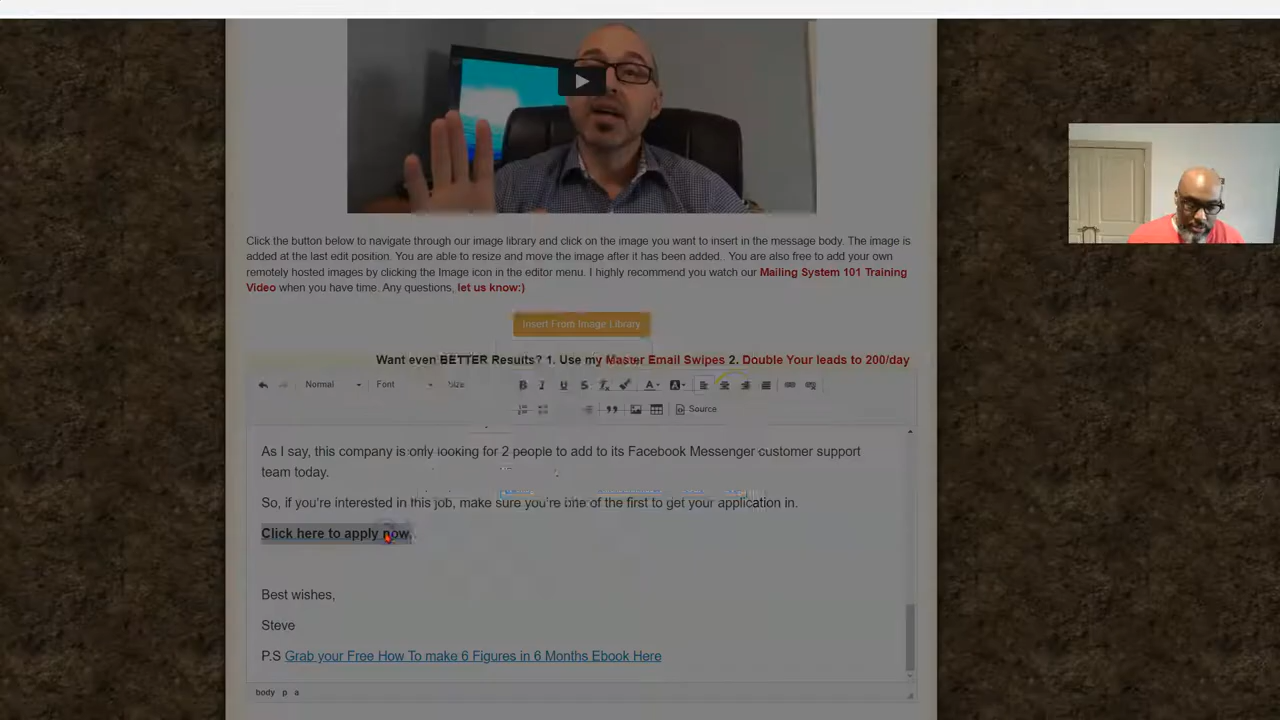 Click the button below to navigate through our image library and click on the image you want to insert in the message body. The image is
added at the last edit position. You are able to resize and move the image after it has been added.. You are also free to add your own
remotely hosted images by clicking the Image icon in the editor menu. I highly recommend you watch our Mailing System 101 Training
Video when you have time. Any questions, let us know:)
Insert From Image Library
Want even BETTER Results? 1. Use my Master Email Swipes 2. Double Your leads to 200/day
Normal Font Size
Source
As I say, this company is only looking for 2 people to add to its Facebook Messenger customer support
team today.
So, if you're interested in this job, make sure you're one of the first to get your application in.
Click here to apply now.
Best wishes,
Steve
P.S Grab your Free How To make 6 Figures in 6 Months Ebook Here
body p a